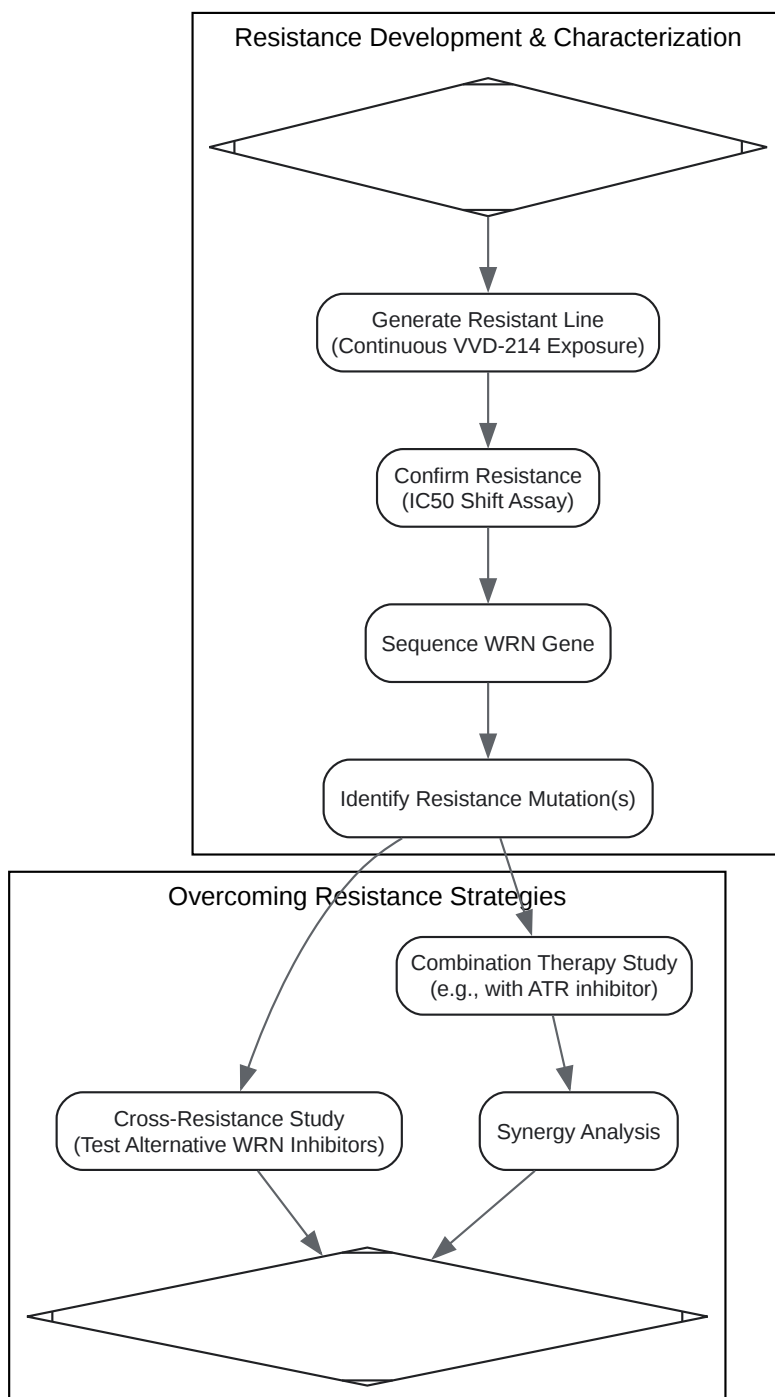 Resistance Development & Characterization
Generate Resistant Line
(Continuous VVD-214 Exposure)
Confirm Resistance
(IC50 Shift Assay)
Sequence WRN Gene
Identify Resistance Mutation(s)
Overcoming Resistance Strategies
Combination Therapy Study
(e.g., with ATR inhibitor)
Cross-Resistance Study
(Test Alternative WRN Inhibitors)
Synergy Analysis